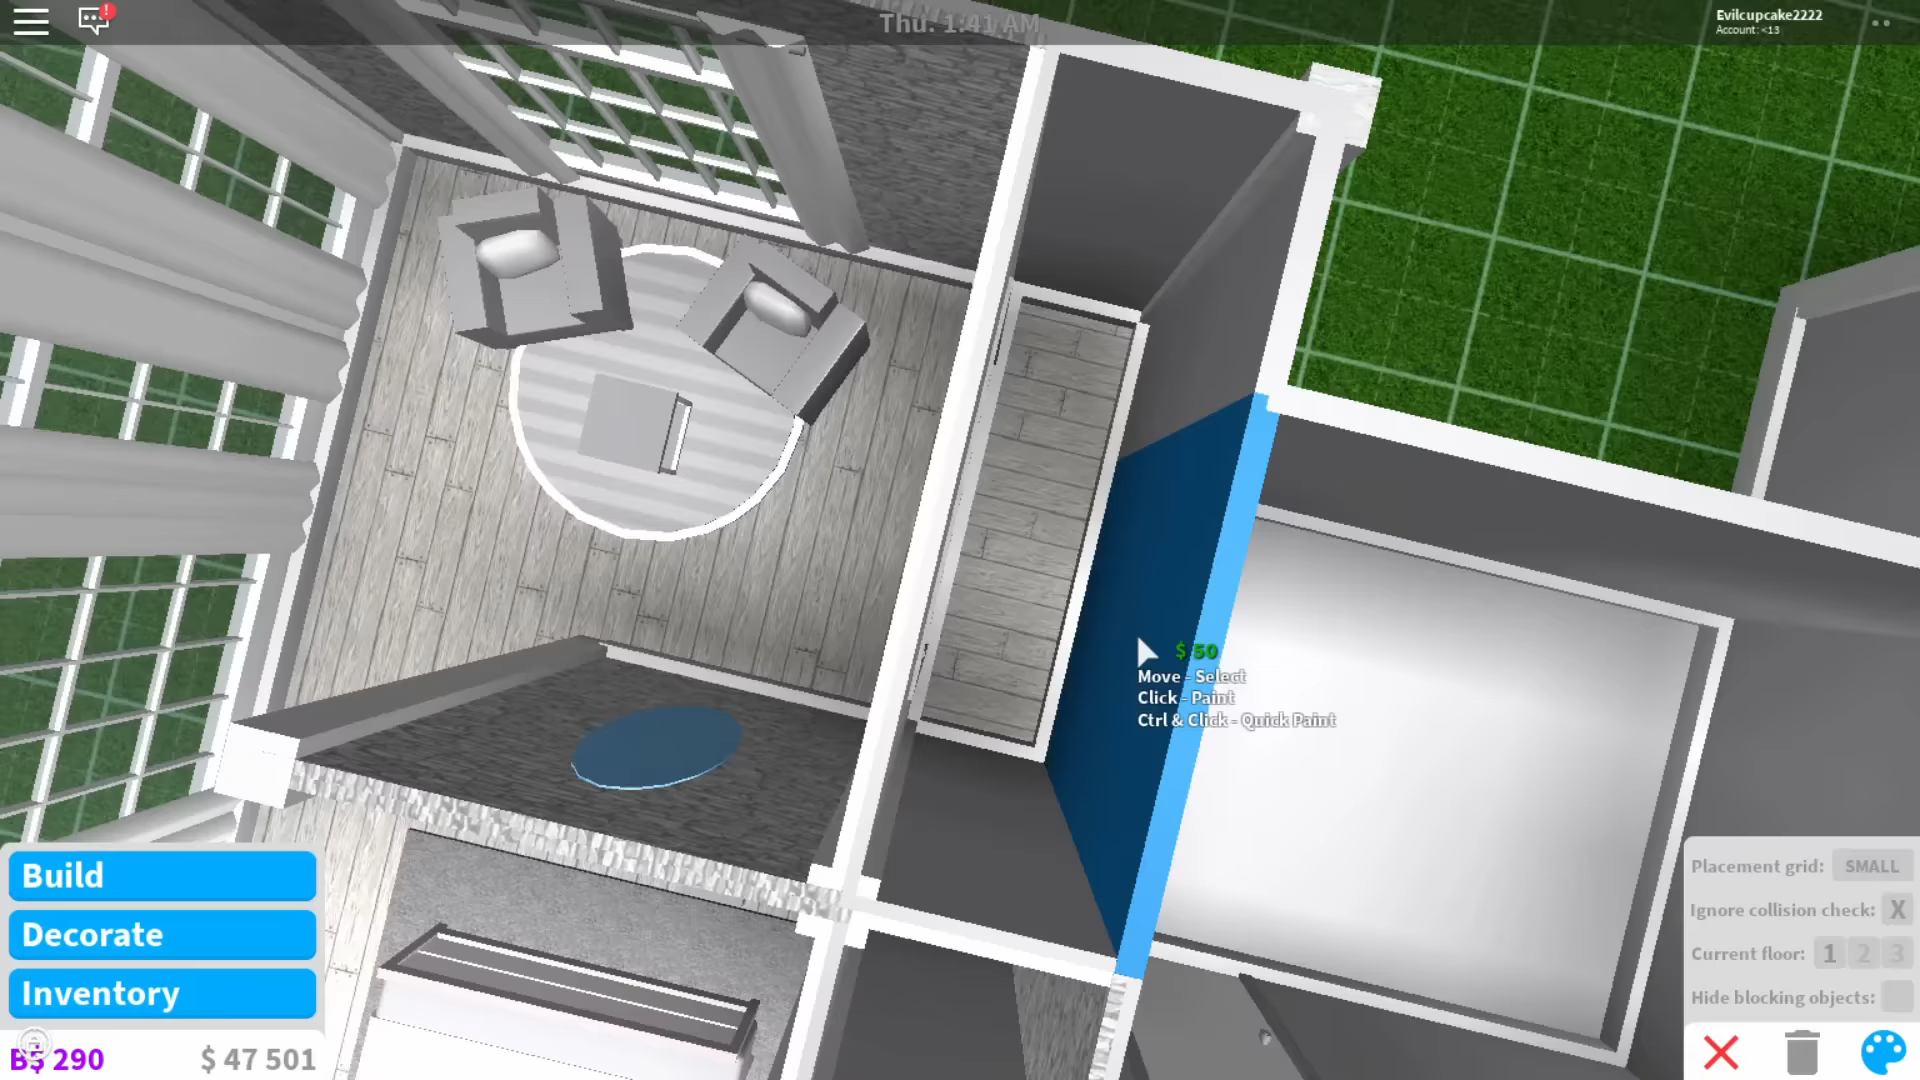 Thu. 1:41 AM
Evilcupcake2222
Account: <13
!
$ 50
Move - Select
Click - Paint
Ctrl & Click - Quick Paint
Build
Decorate
Inventory
B$ 290
$ 47 501
Placement grid: SMALL
Ignore collision check: X
Current floor: 1 2 3
Hide blocking objects: